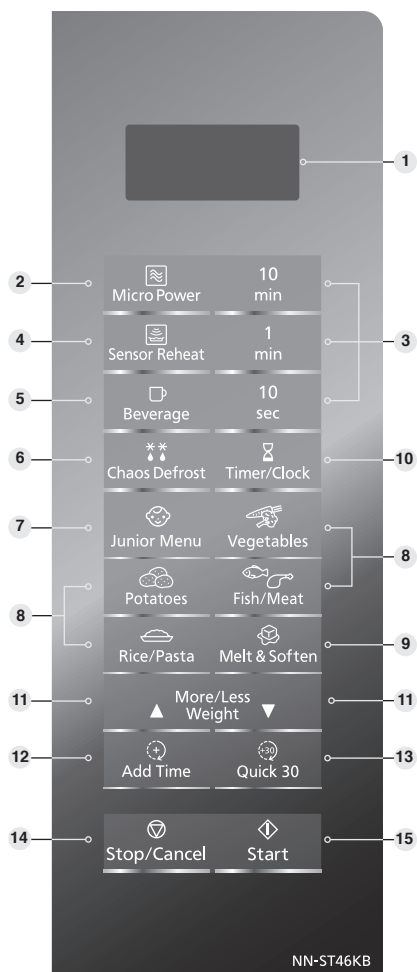 1
2
Micro Power
10
min
3
4
Sensor Reheat
1
min
5
Beverage
10
sec
6
Chaos Defrost
Timer/Clock
10
7
Junior Menu
Vegetables
8
8
Potatoes
Fish/Meat
Rice/Pasta
Melt & Soften
9
11
More/Less
Weight
11
12
Add Time
+30
Quick 30
13
14
Stop/Cancel
Start
15
NN-ST46KB